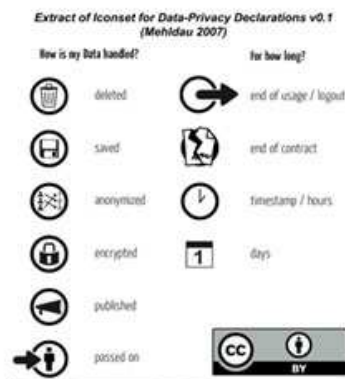 Extract of Iconset for Data-Privacy Declarations v0.1
(Mehldau 2007)
How is my Data handled?
For how long?
deleted
end of usage / logout
saved
end of contract
anonymized
timestamp / hours
encrypted
1
days
published
passed on
cc
BY